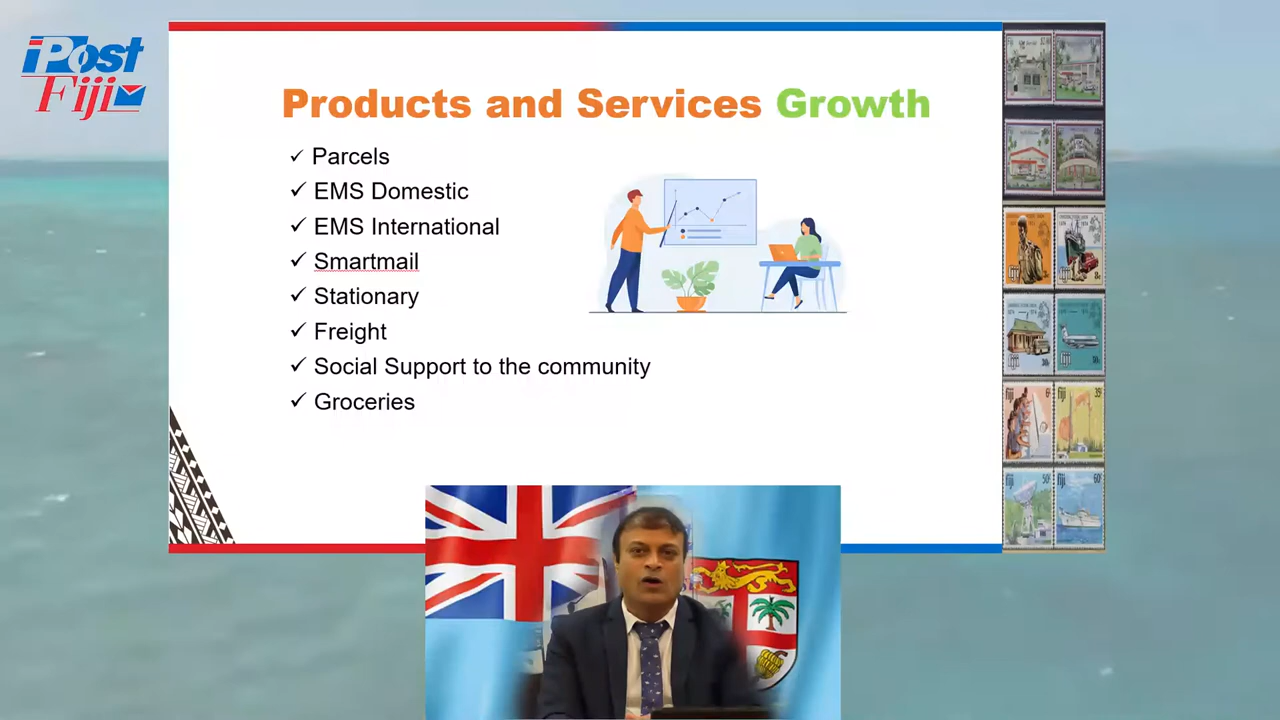 Post
Fiji
Products and Services Growth
Parcels
EMS Domestic
EMS International
Smartmail
Stationary
Freight
Social Support to the community
Groceries